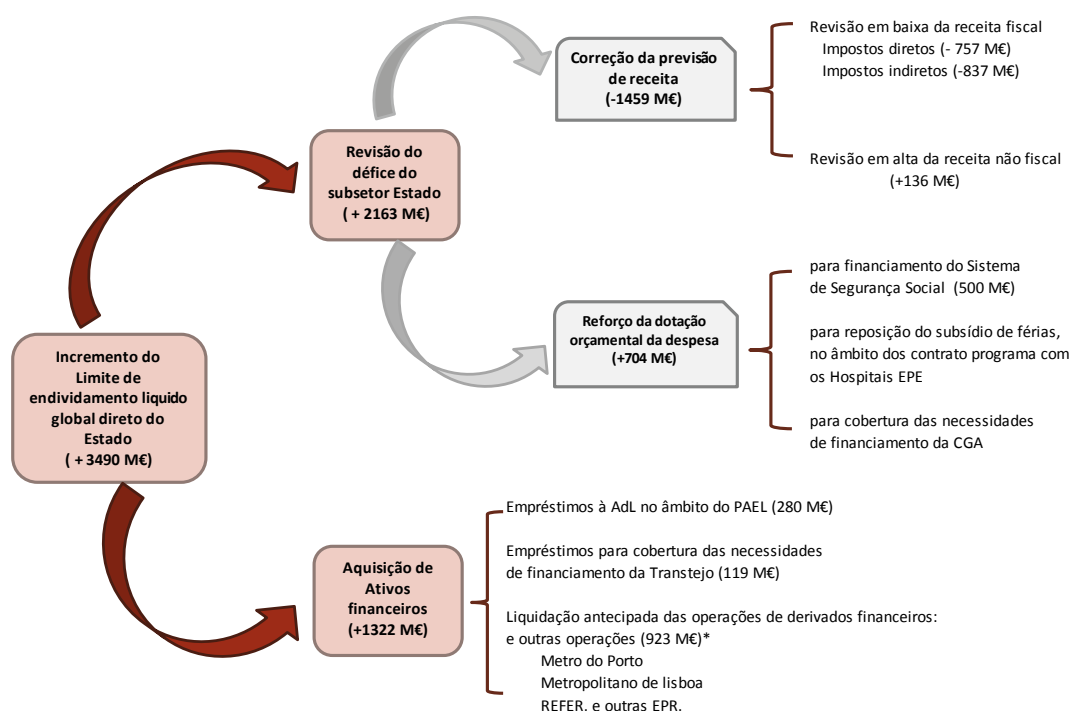 Incremento do
Limite de
endividamento liquido
global direto do
Estado
( + 3490 M€)
Revisão do
défice do
subsetor Estado
( + 2163 M€)
Correção da previsão
de receita
(-1459 M€)
Revisão em baixa da receita fiscal
Impostos diretos (- 757 M€)
Impostos indiretos (-837 M€)
Revisão em alta da receita não fiscal
(+136 M€)
Reforço da dotação
orçamental da despesa
(+704 M€)
para financiamento do Sistema
de Segurança Social (500 M€)
para reposição do subsídio de férias,
no âmbito dos contrato programa com
os Hospitais EPE
para cobertura das necessidades
de financiamento da CGA
Aquisição de
Ativos
financeiros
(+1322 M€)
Empréstimos à AdL no âmbito do PAEL (280 M€)
Empréstimos para cobertura das necessidades
de financiamento da Transtejo (119 M€)
Liquidação antecipada das operações de derivados financeiros:
e outras operações (923 M€)*
Metro do Porto
Metropolitano de lisboa
REFER, e outras EPR.